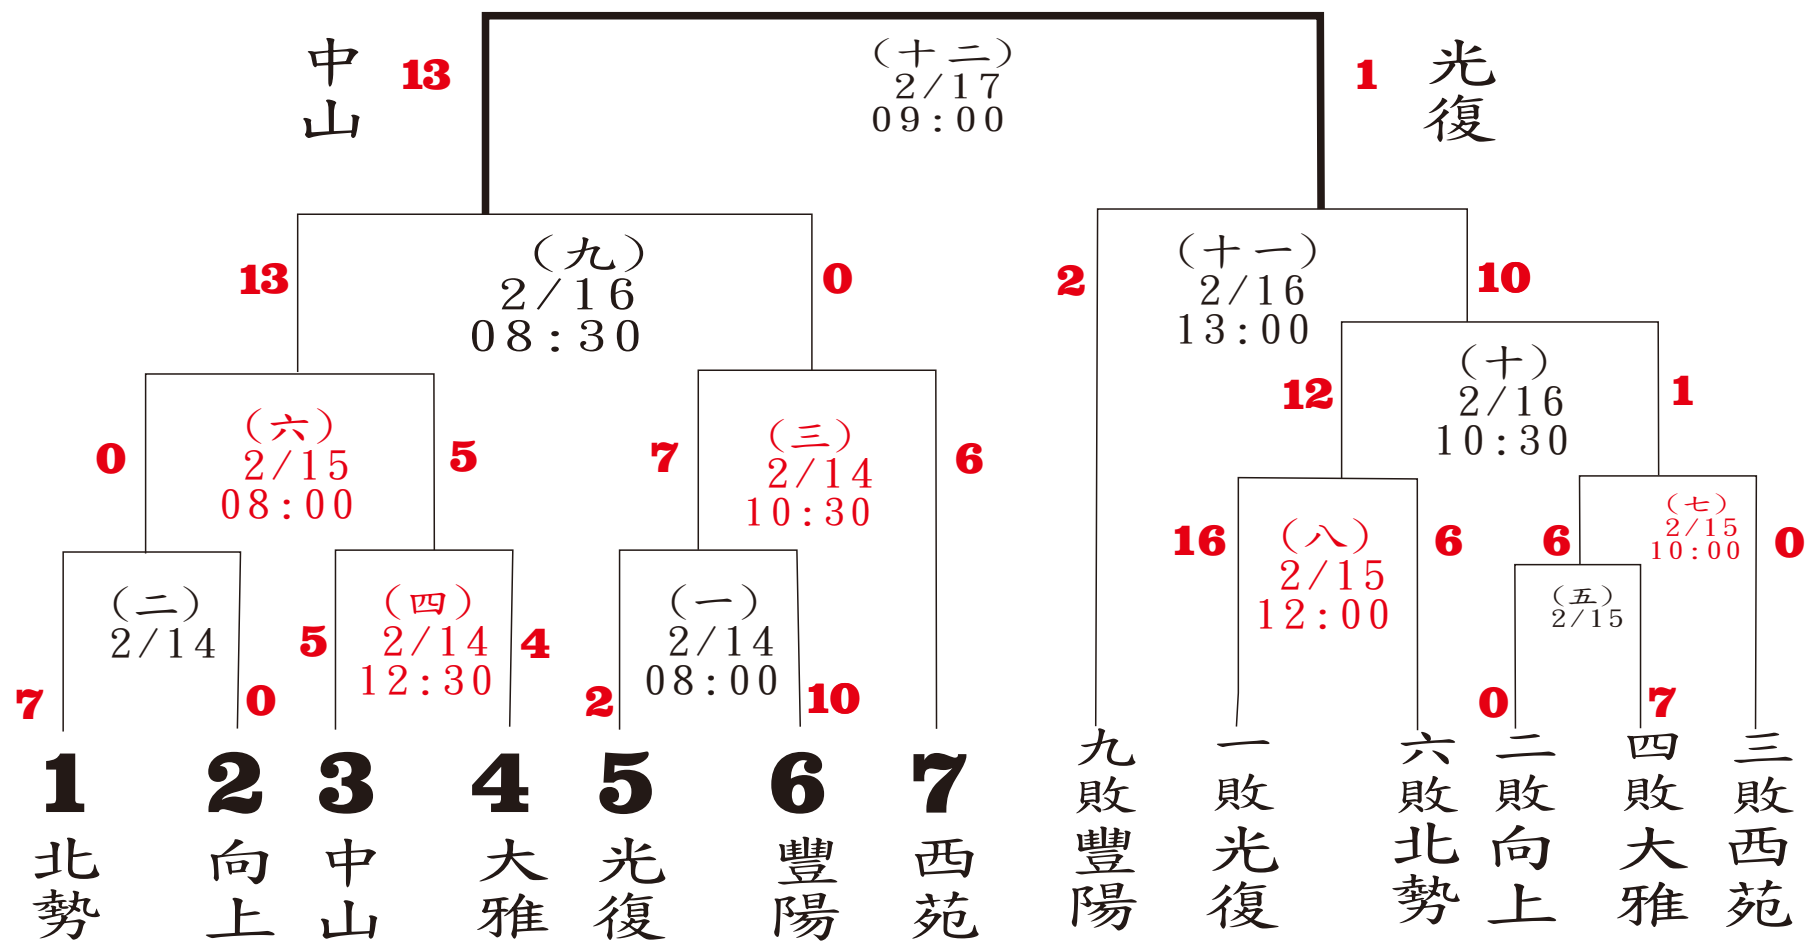 中山
13
（十二）
2/17
09:00
1
光復
13
（九）
2/16
08:30
0
2
（十一）
2/16
13:00
10
0
（六）
2/15
08:00
5
7
（三）
2/14
10:30
6
12
（十）
2/16
10:30
1
7
（二）
2/14
0
5
（四）
2/14
12:30
4
2
（一）
2/14
08:00
10
16
（八）
2/15
12:00
6
6
（七）
2/15
10:00
0
0
（五）
2/15
7
1
2
3
4
5
6
7
北勢
向上
中山
大雅
光復
豐陽
西苑
九敗豐陽
一敗光復
六敗北勢
二敗向上
四敗大雅
三敗西苑